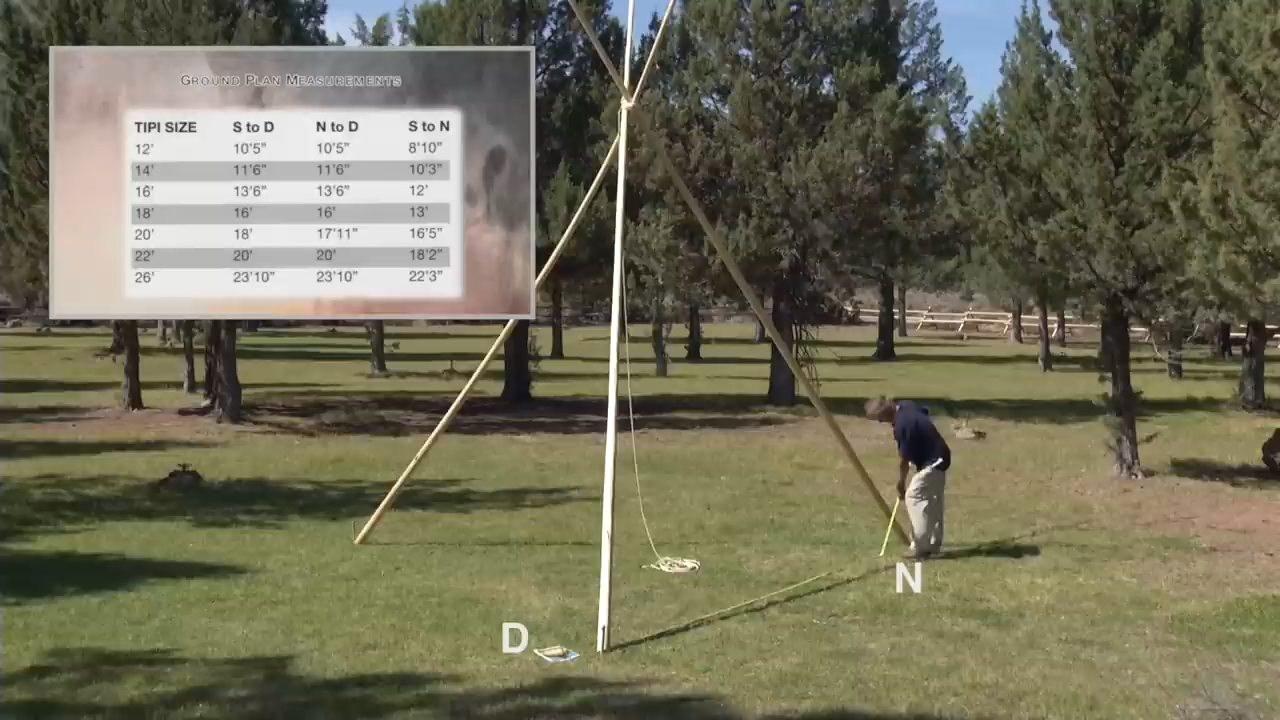 GROUND PLAN MEASUREMENTS
TIPI SIZE S to D N to D S to N
12' 10'5" 10'5" 8'10"
14' 11'6" 11'6" 10'3"
16' 13'6" 13'6" 12'
18' 16' 16' 13'
20' 18' 17'11" 16'5"
22' 20' 20' 18'2"
26' 23'10" 23'10" 22'3"
N
D